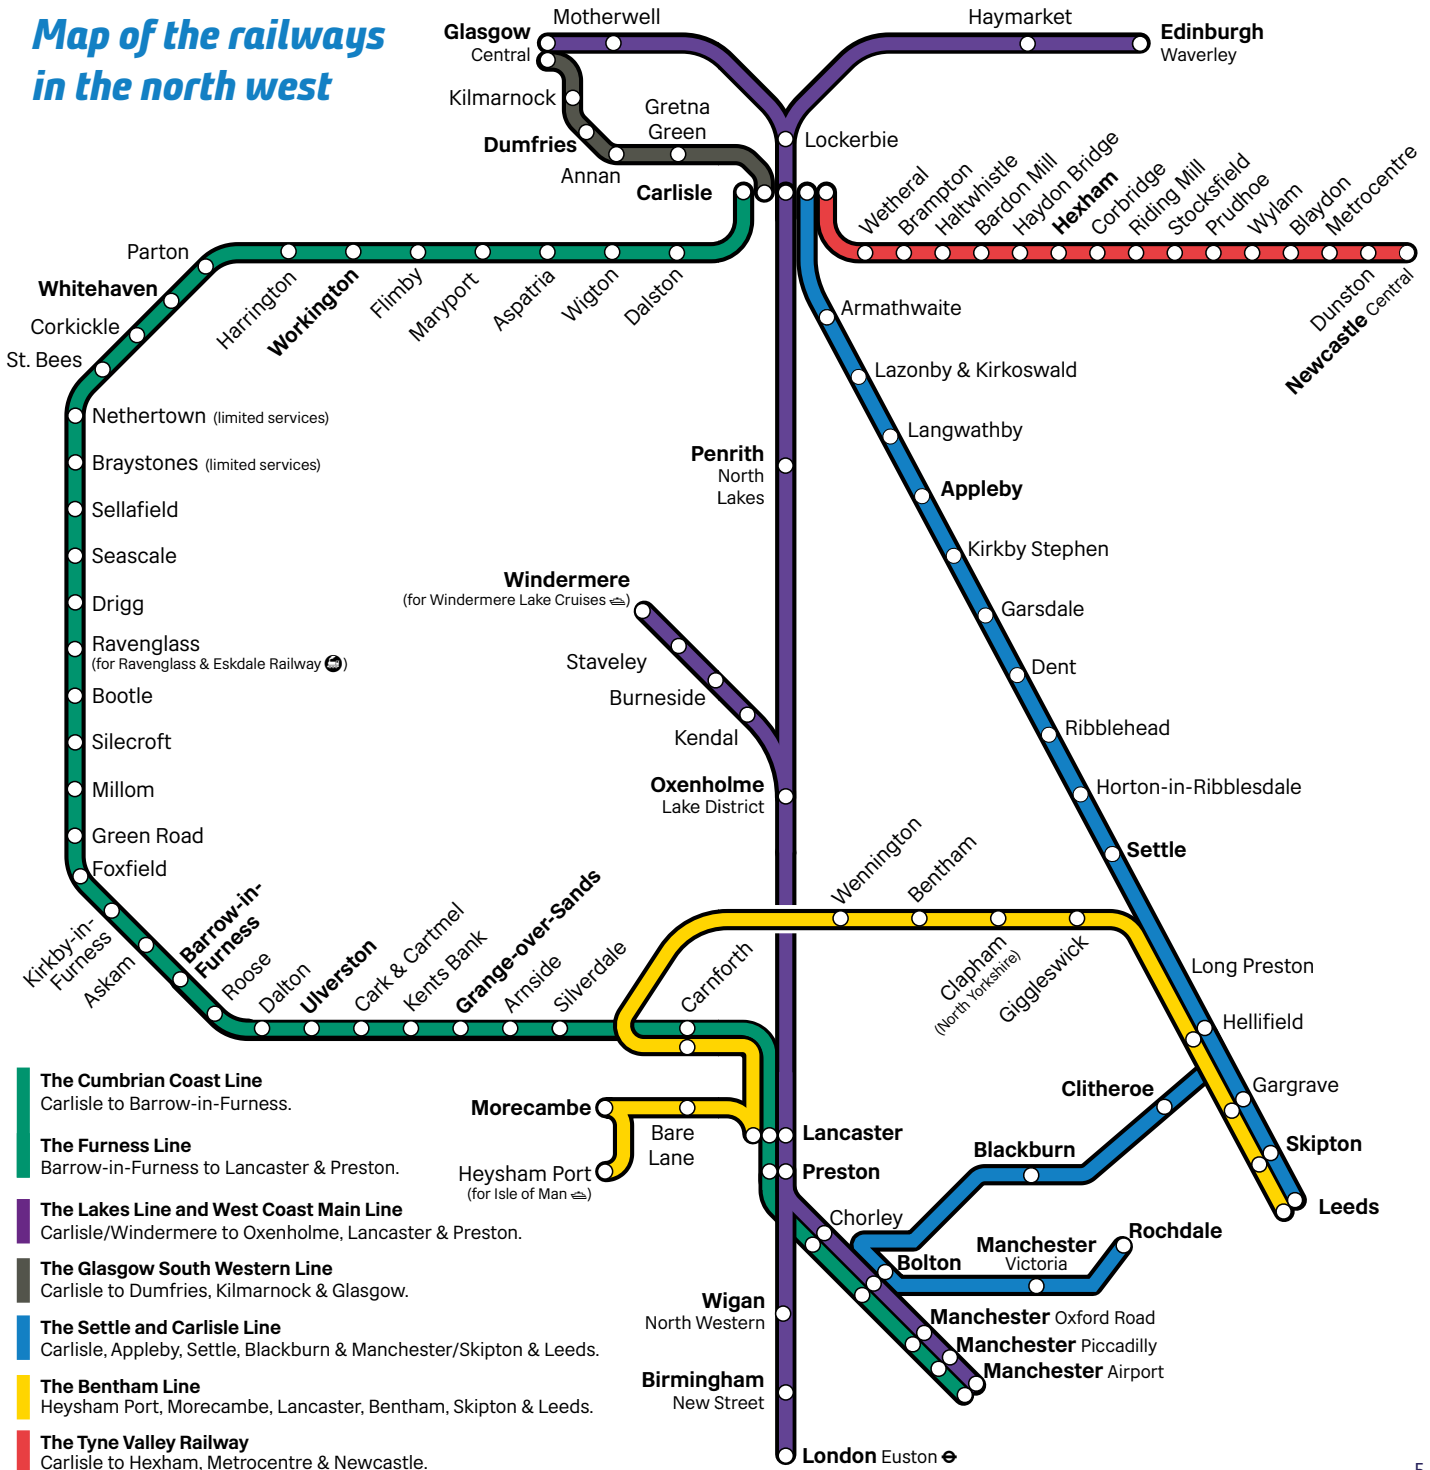 Map of the railways
in the north west
Glasgow
Central
Motherwell
Haymarket
Edinburgh
Waverley
Kilmarnock
Gretna
Green
Dumfries
Annan
Lockerbie
Carlisle
Wetheral
Brampton
Haltwhistle
Bardon Mill
Haydon Bridge
Hexham
Corbridge
Riding Mill
Stocksfield
Prudhoe
Wylam
Blaydon
Metrocentre
Dunston
Newcastle Central
Parton
Harrington
Workington
Flimby
Maryport
Aspatria
Wigton
Dalston
Whitehaven
Corkickle
St. Bees
Nethertown (limited services)
Braystones (limited services)
Sellafield
Seascale
Drigg
Ravenglass
(for Ravenglass & Eskdale Railway)
Bootle
Silecroft
Millom
Green Road
Foxfield
Kirkby-in-
Furness
Askam
Barrow-in-
Furness
Roose
Dalton
Ulverston
Cark & Cartmel
Kents Bank
Grange-over-Sands
Arnside
Silverdale
Carnforth
Armathwaite
Lazonby & Kirkoswald
Langwathby
Appleby
Kirkby Stephen
Garsdale
Dent
Ribblehead
Horton-in-Ribblesdale
Settle
Long Preston
Hellifield
Gargrave
Skipton
Leeds
Penrith
North
Lakes
Windermere
(for Windermere Lake Cruises)
Staveley
Burneside
Kendal
Oxenholme
Lake District
Wennington
Bentham
Clapham
(North Yorkshire)
Giggleswick
Morecambe
Bare
Lane
Heysham Port
(for Isle of Man)
Lancaster
Preston
Clitheroe
Blackburn
Chorley
Bolton
Manchester
Victoria
Rochdale
Manchester Oxford Road
Manchester Piccadilly
Manchester Airport
Wigan
North Western
Birmingham
New Street
London Euston
The Cumbrian Coast Line
Carlisle to Barrow-in-Furness.
The Furness Line
Barrow-in-Furness to Lancaster & Preston.
The Lakes Line and West Coast Main Line
Carlisle/Windermere to Oxenholme, Lancaster & Preston.
The Glasgow South Western Line
Carlisle to Dumfries, Kilmarnock & Glasgow.
The Settle and Carlisle Line
Carlisle, Appleby, Settle, Blackburn & Manchester/Skipton & Leeds.
The Bentham Line
Heysham Port, Morecambe, Lancaster, Bentham, Skipton & Leeds.
The Tyne Valley Railway
Carlisle to Hexham, Metrocentre & Newcastle.